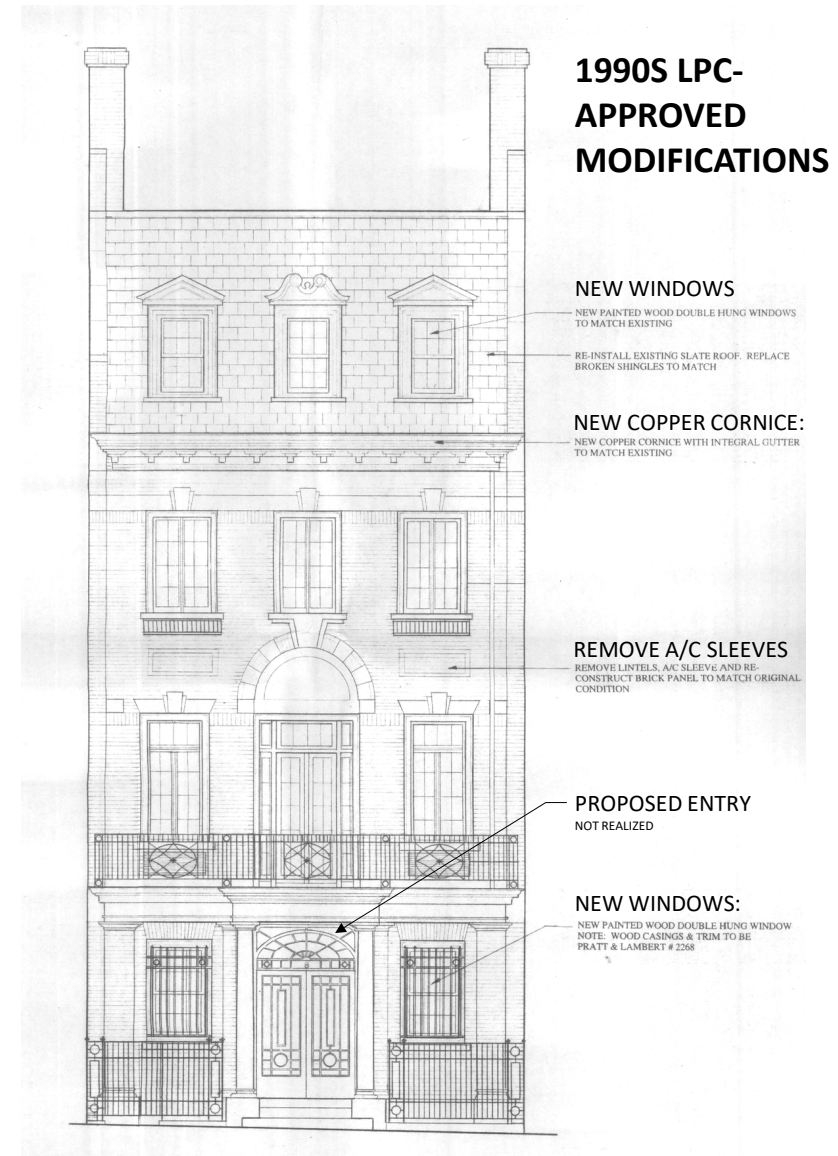 1990S LPC-
APPROVED
MODIFICATIONS
NEW WINDOWS
NEW PAINTED WOOD DOUBLE HUNG WINDOWS
TO MATCH EXISTING
RE-INSTALL EXISTING SLATE ROOF. REPLACE
BROKEN SHINGLES TO MATCH
NEW COPPER CORNICE:
NEW COPPER CORNICE WITH INTEGRAL GUTTER
TO MATCH EXISTING
REMOVE A/C SLEEVES
REMOVE LINTELS, A/C SLEEVE AND RE-
CONSTRUCT BRICK PANEL TO MATCH ORIGINAL
CONDITION
PROPOSED ENTRY
NOT REALIZED
NEW WINDOWS:
NEW PAINTED WOOD DOUBLE HUNG WINDOW
NOTE: WOOD CASINGS & TRIM TO BE
PRATT & LAMBERT # 2268